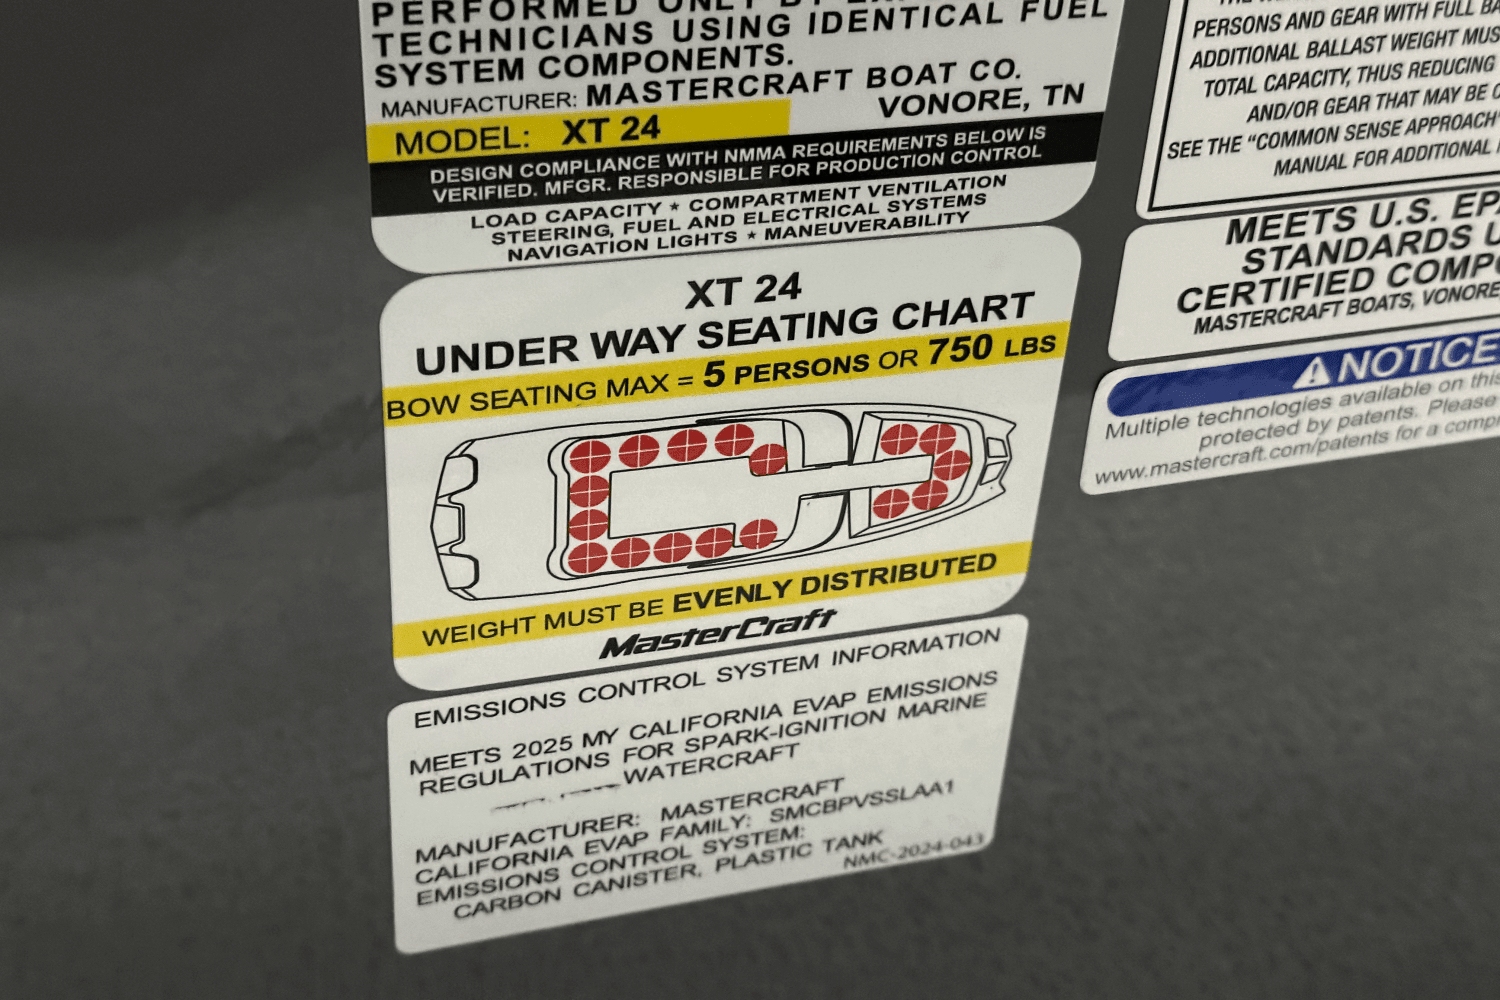 PERFORMED ONLY BY
TECHNICIANS USING IDENTICAL FUEL
SYSTEM COMPONENTS.
MANUFACTURER: MASTERCRAFT BOAT CO.
VONORE, TN
MODEL: XT 24
DESIGN COMPLIANCE WITH NMMA REQUIREMENTS BELOW IS
VERIFIED. MFGR. RESPONSIBLE FOR PRODUCTION CONTROL
LOAD CAPACITY ★ COMPARTMENT VENTILATION
STEERING, FUEL AND ELECTRICAL SYSTEMS
NAVIGATION LIGHTS ★ MANEUVERABILITY
XT 24
UNDER WAY SEATING CHART
BOW SEATING MAX = 5 PERSONS OR 750 LBS
WEIGHT MUST BE EVENLY DISTRIBUTED
MasterCraft
EMISSIONS CONTROL SYSTEM INFORMATION
MEETS 2025 MY CALIFORNIA EVAP EMISSIONS
REGULATIONS FOR SPARK-IGNITION MARINE
WATERCRAFT
MANUFACTURER: MASTERCRAFT
CALIFORNIA EVAP FAMILY: SMCBPVSSLAA1
EMISSIONS CONTROL SYSTEM:
CARBON CANISTER, PLASTIC TANK
NMC-2024-043
PERSONS AND GEAR WITH FULL
ADDITIONAL BALLAST WEIGHT
TOTAL CAPACITY, THUS REDUCING
AND/OR GEAR THAT MAY BE
SEE THE "COMMON SENSE APPROACH"
MANUAL FOR ADDITIONAL
MEETS U.S.
STANDARDS
CERTIFIED
MASTERCRAFT BOATS, VONORE
NOTICE
Multiple technologies available on this
protected by patents. Please
www.mastercraft.com/patents for a